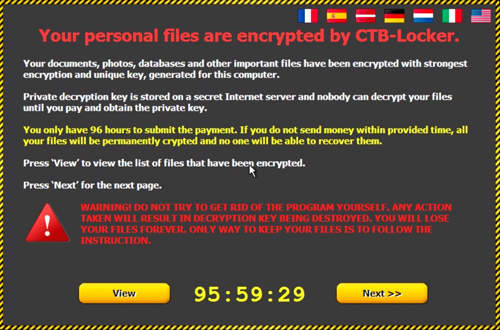 Your personal files are encrypted by CTB-Locker.
Your documents, photos, databases and other important files have been encrypted with strongest
encryption and unique key, generated for this computer.
Private decryption key is stored on a secret Internet server and nobody can decrypt your files
until you pay and obtain the private key.
You only have 96 hours to submit the payment. If you do not send money within provided time, all
your files will be permanently crypted and no one will be able to recover them.
Press 'View' to view the list of files that have been encrypted.
Press 'Next' for the next page.
WARNING! DO NOT TRY TO GET RID OF THE PROGRAM YOURSELF. ANY ACTION
TAKEN WILL RESULT IN DECRYPTION KEY BEING DESTROYED. YOU WILL LOSE
YOUR FILES FOREVER. ONLY WAY TO KEEP YOUR FILES IS TO FOLLOW THE
INSTRUCTION.
View
95:59:29
Next >>